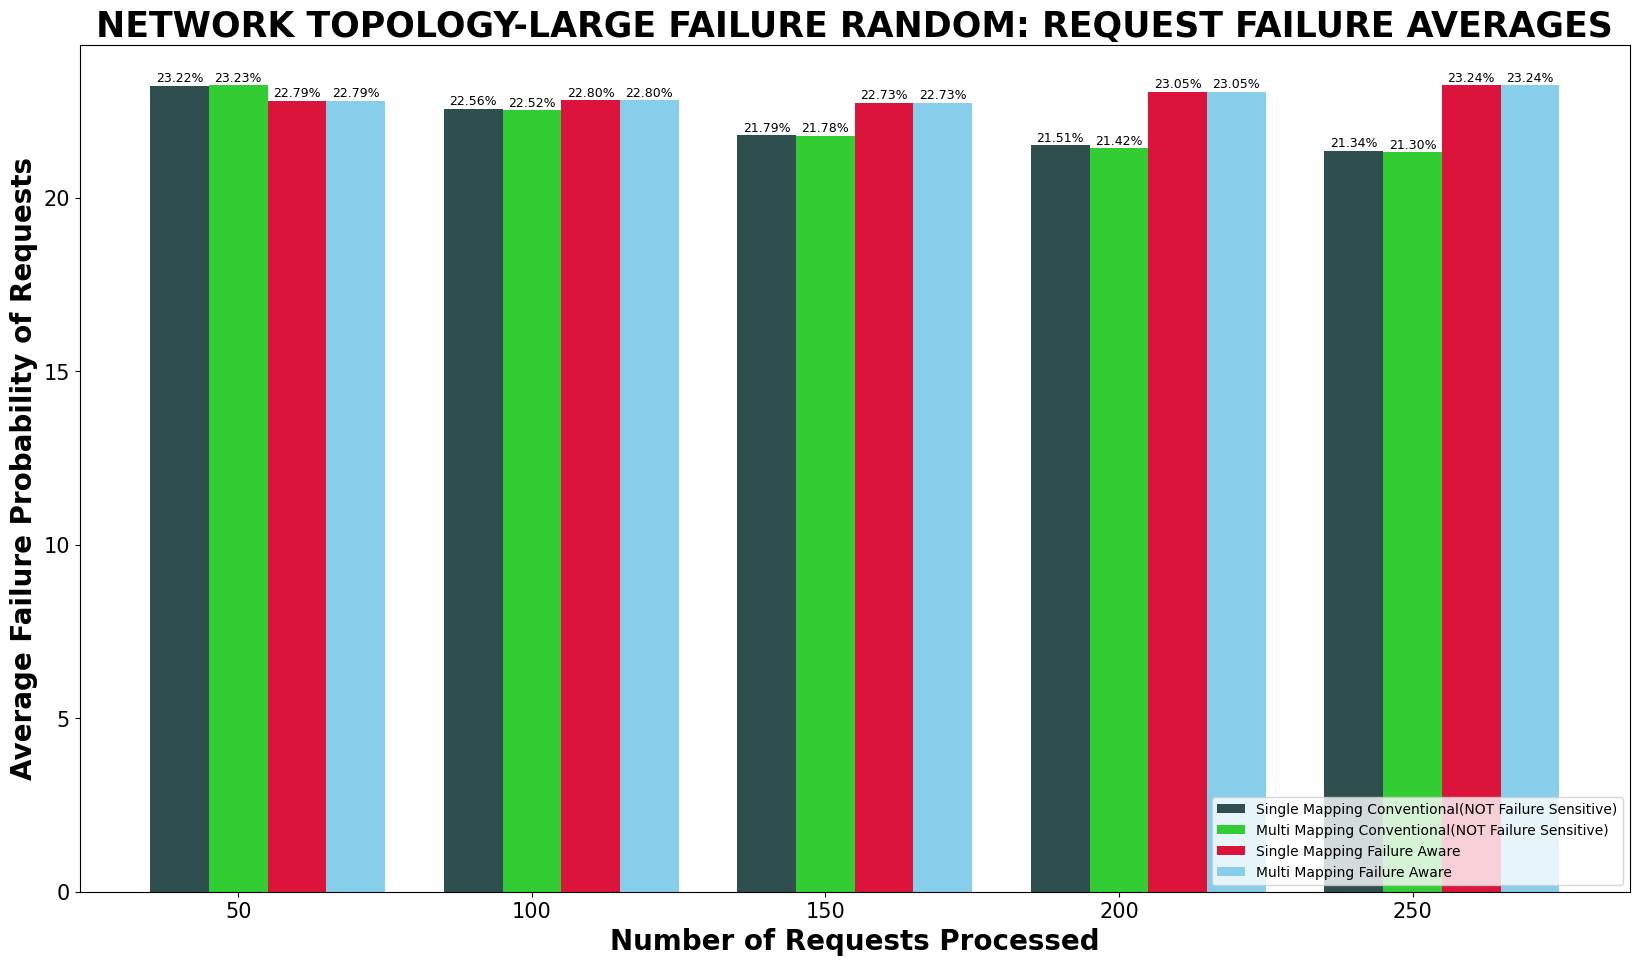 NETWORK TOPOLOGY-LARGE FAILURE RANDOM: REQUEST FAILURE AVERAGES
Average Failure Probability of Requests
20
15
10
5
0
23.22% 23.23% 22.79% 22.79%
22.56% 22.52% 22.80% 22.80%
21.79% 21.78% 22.73% 22.73%
21.51% 21.42% 23.05% 23.05%
21.34% 21.30% 23.24% 23.24%
Single Mapping Conventional(NOT Failure Sensitive)
Multi Mapping Conventional(NOT Failure Sensitive)
Single Mapping Failure Aware
Multi Mapping Failure Aware
50 100 150 200 250
Number of Requests Processed